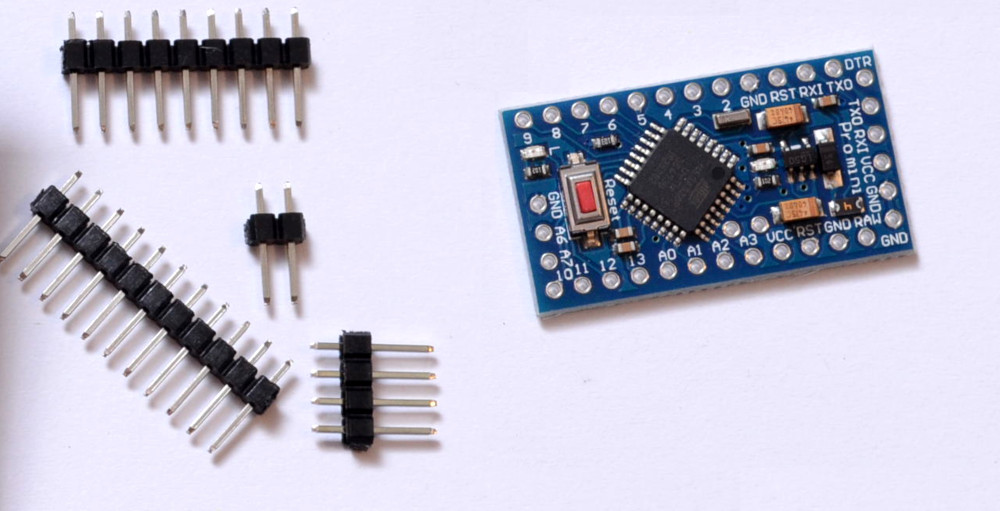 9 8 7 6 5 4 3 2 GND RST RXI TXO DTR
L
TXO RXI VCC GND RAW
pro mini
Reset
GND A6 A7
10 11 12 13 A0 A1 A2 A3 VCC RST GND
GND